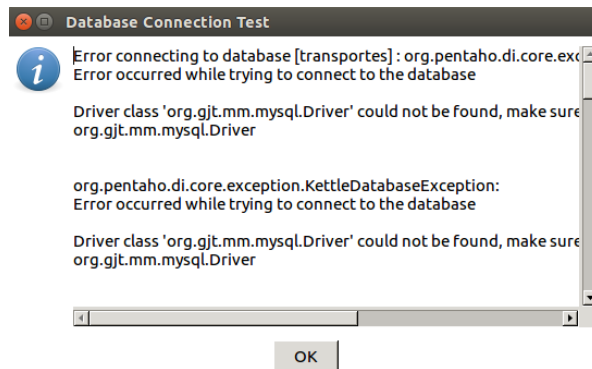 Database Connection Test
Error connecting to database [transportes] : org.pentaho.di.core.exc
Error occurred while trying to connect to the database
Driver class 'org.gjt.mm.mysql.Driver' could not be found, make sure
org.gjt.mm.mysql.Driver
org.pentaho.di.core.exception.KettleDatabaseException:
Error occurred while trying to connect to the database
Driver class 'org.gjt.mm.mysql.Driver' could not be found, make sure
org.gjt.mm.mysql.Driver
OK